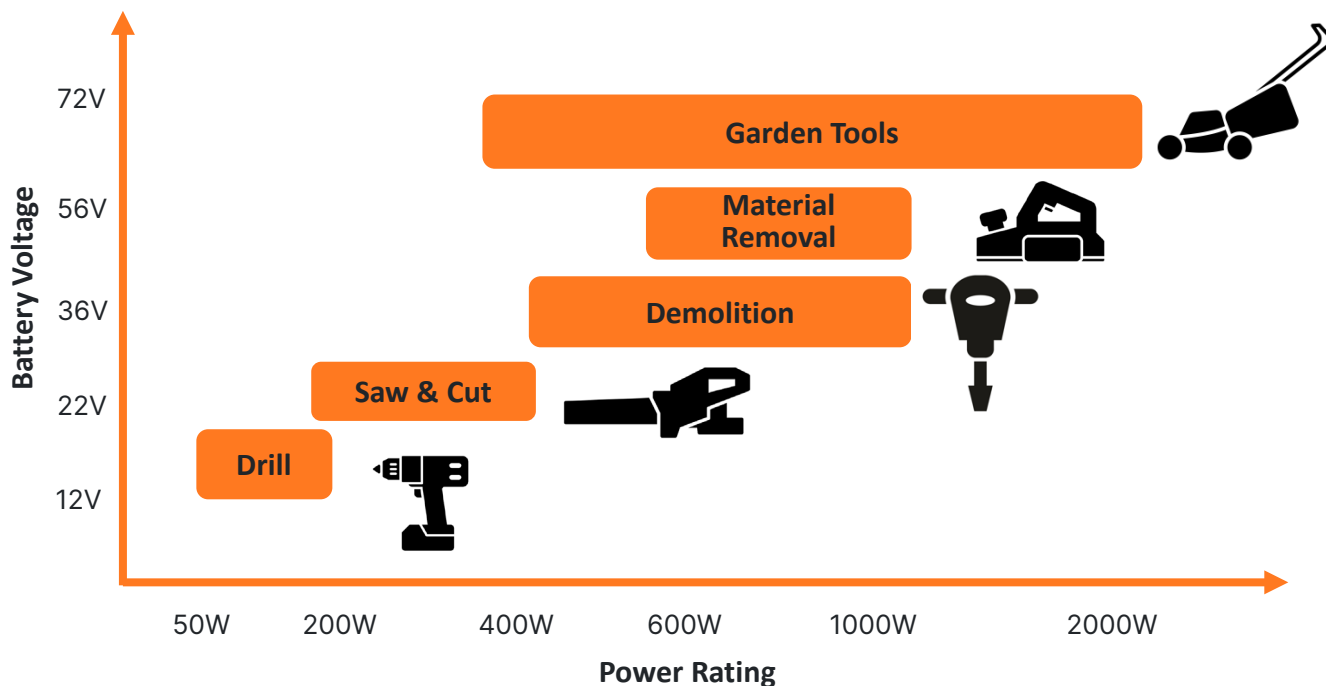 72V
Garden Tools
56V
Material
Removal
36V
Demolition
22V
Saw & Cut
Drill
12V
Battery Voltage
50W
200W
400W
600W
1000W
2000W
Power Rating